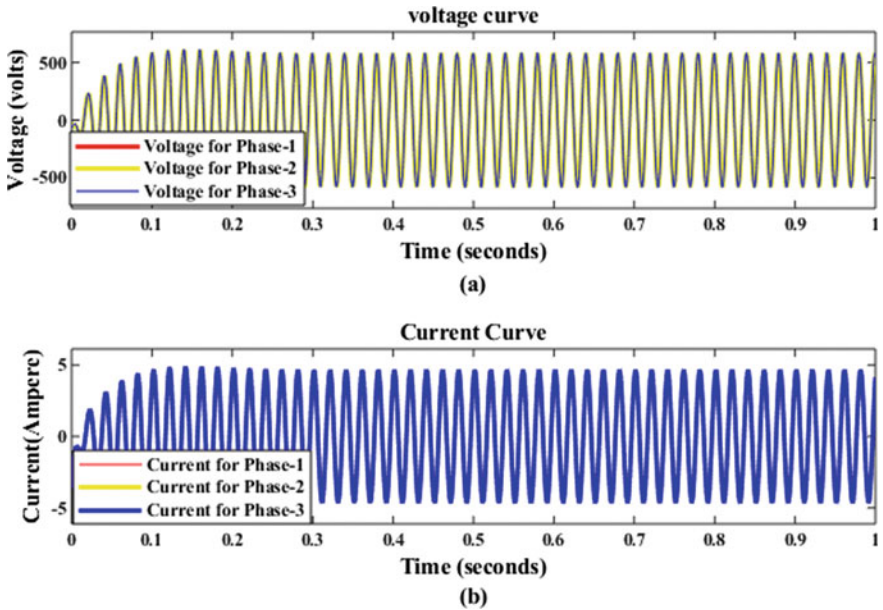 voltage curve
Voltage (volts)
500
0
-500
Voltage for Phase-1
Voltage for Phase-2
Voltage for Phase-3
0 0.1 0.2 0.3 0.4 0.5 0.6 0.7 0.8 0.9 1
Time (seconds)
(a)
Current Curve
Current(Ampere)
5
0
-5
Current for Phase-1
Current for Phase-2
Current for Phase-3
0 0.1 0.2 0.3 0.4 0.5 0.6 0.7 0.8 0.9 1
Time (seconds)
(b)